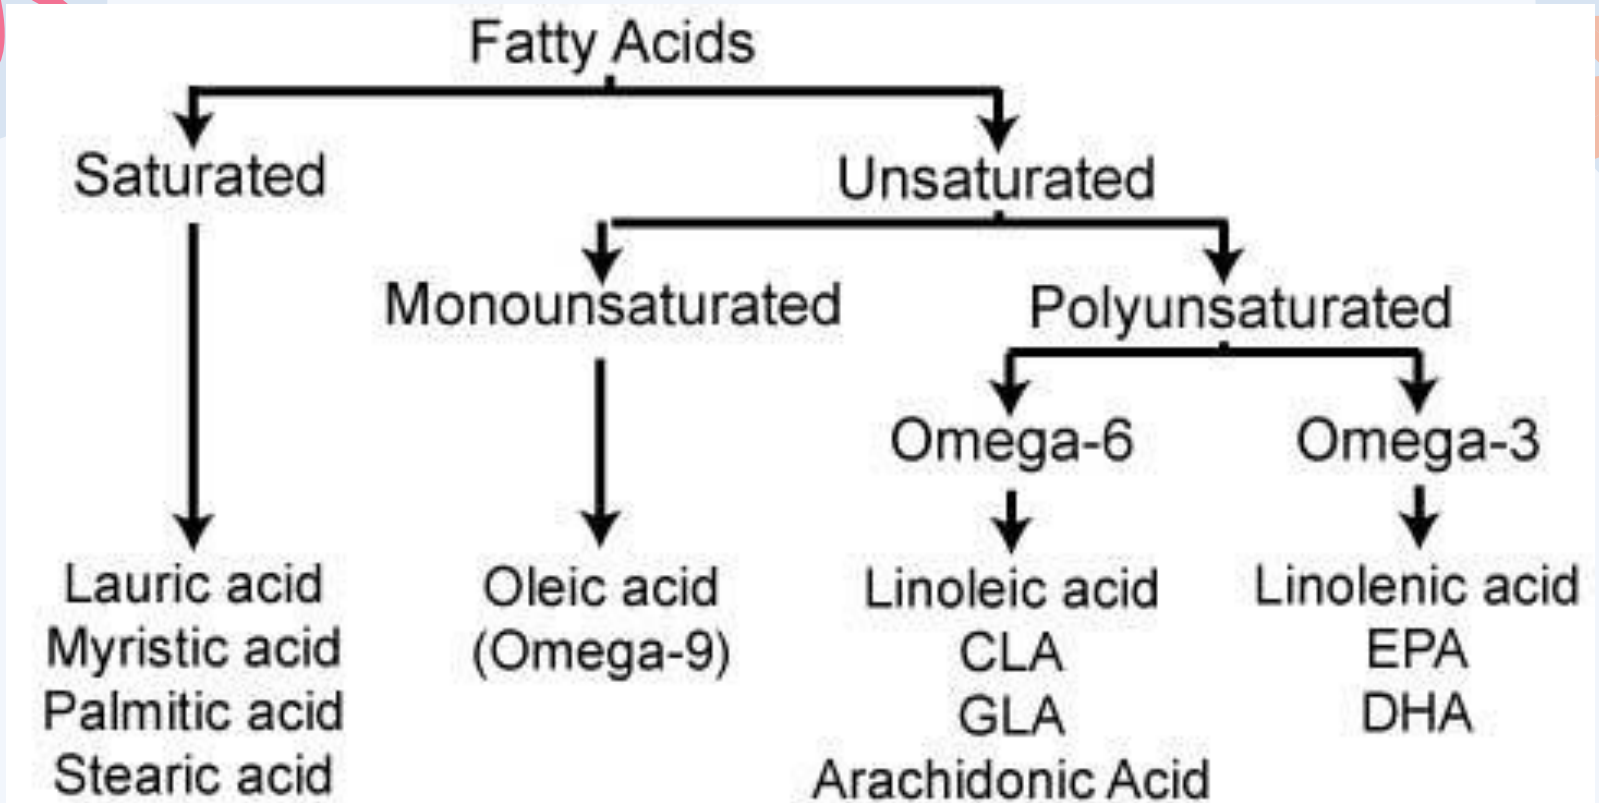 Fatty Acids
Saturated
Unsaturated
Monounsaturated
Polyunsaturated
Omega-6
Omega-3
Lauric acid
Myristic acid
Palmitic acid
Stearic acid
Oleic acid
(Omega-9)
Linoleic acid
CLA
GLA
Arachidonic Acid
Linolenic acid
EPA
DHA